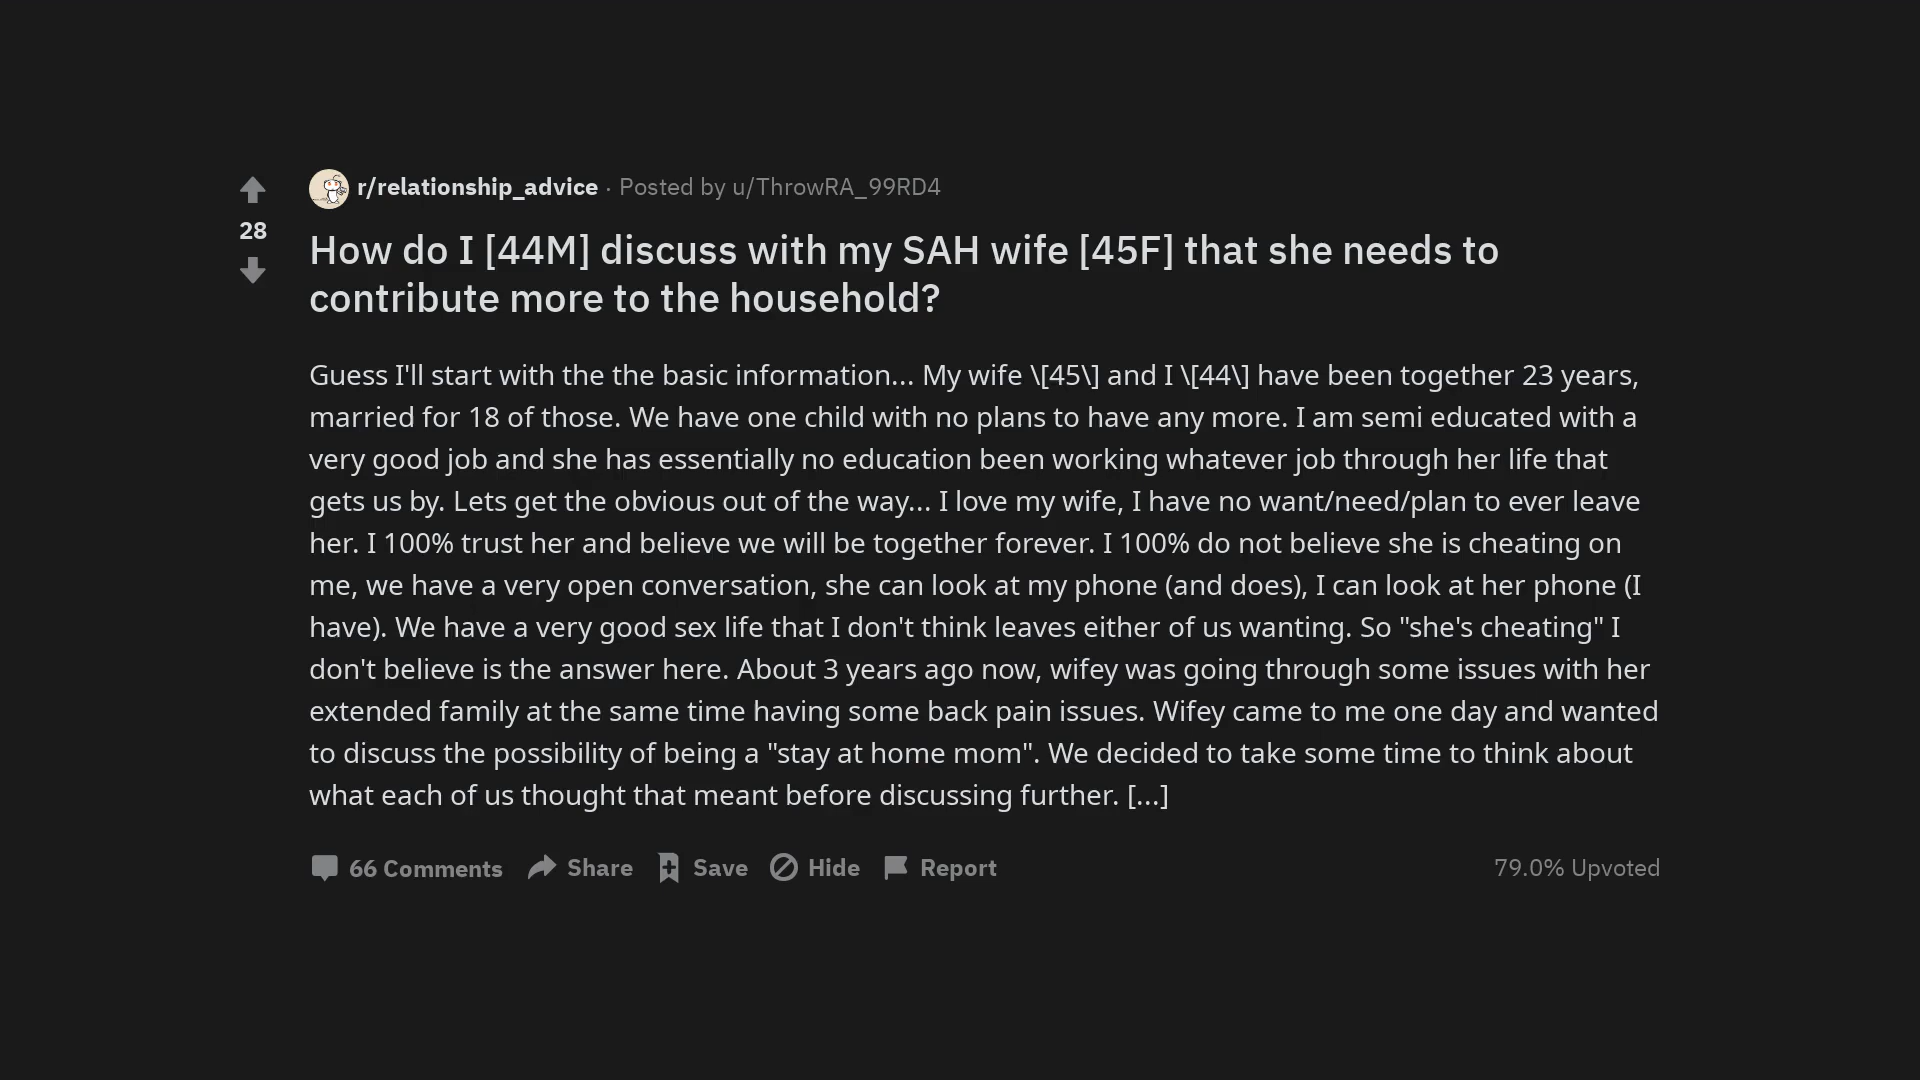 r/relationship_advice · Posted by u/ThrowRA_99RD4
28
How do I [44M] discuss with my SAH wife [45F] that she needs to
contribute more to the household?
Guess I'll start with the the basic information... My wife \[45\] and I \[44\] have been together 23 years,
married for 18 of those. We have one child with no plans to have any more. I am semi educated with a
very good job and she has essentially no education been working whatever job through her life that
gets us by. Lets get the obvious out of the way... I love my wife, I have no want/need/plan to ever leave
her. I 100% trust her and believe we will be together forever. I 100% do not believe she is cheating on
me, we have a very open conversation, she can look at my phone (and does), I can look at her phone (I
have). We have a very good sex life that I don't think leaves either of us wanting. So "she's cheating" I
don't believe is the answer here. About 3 years ago now, wifey was going through some issues with her
extended family at the same time having some back pain issues. Wifey came to me one day and wanted
to discuss the possibility of being a "stay at home mom". We decided to take some time to think about
what each of us thought that meant before discussing further. [...]
66 Comments Share Save Hide Report 79.0% Upvoted